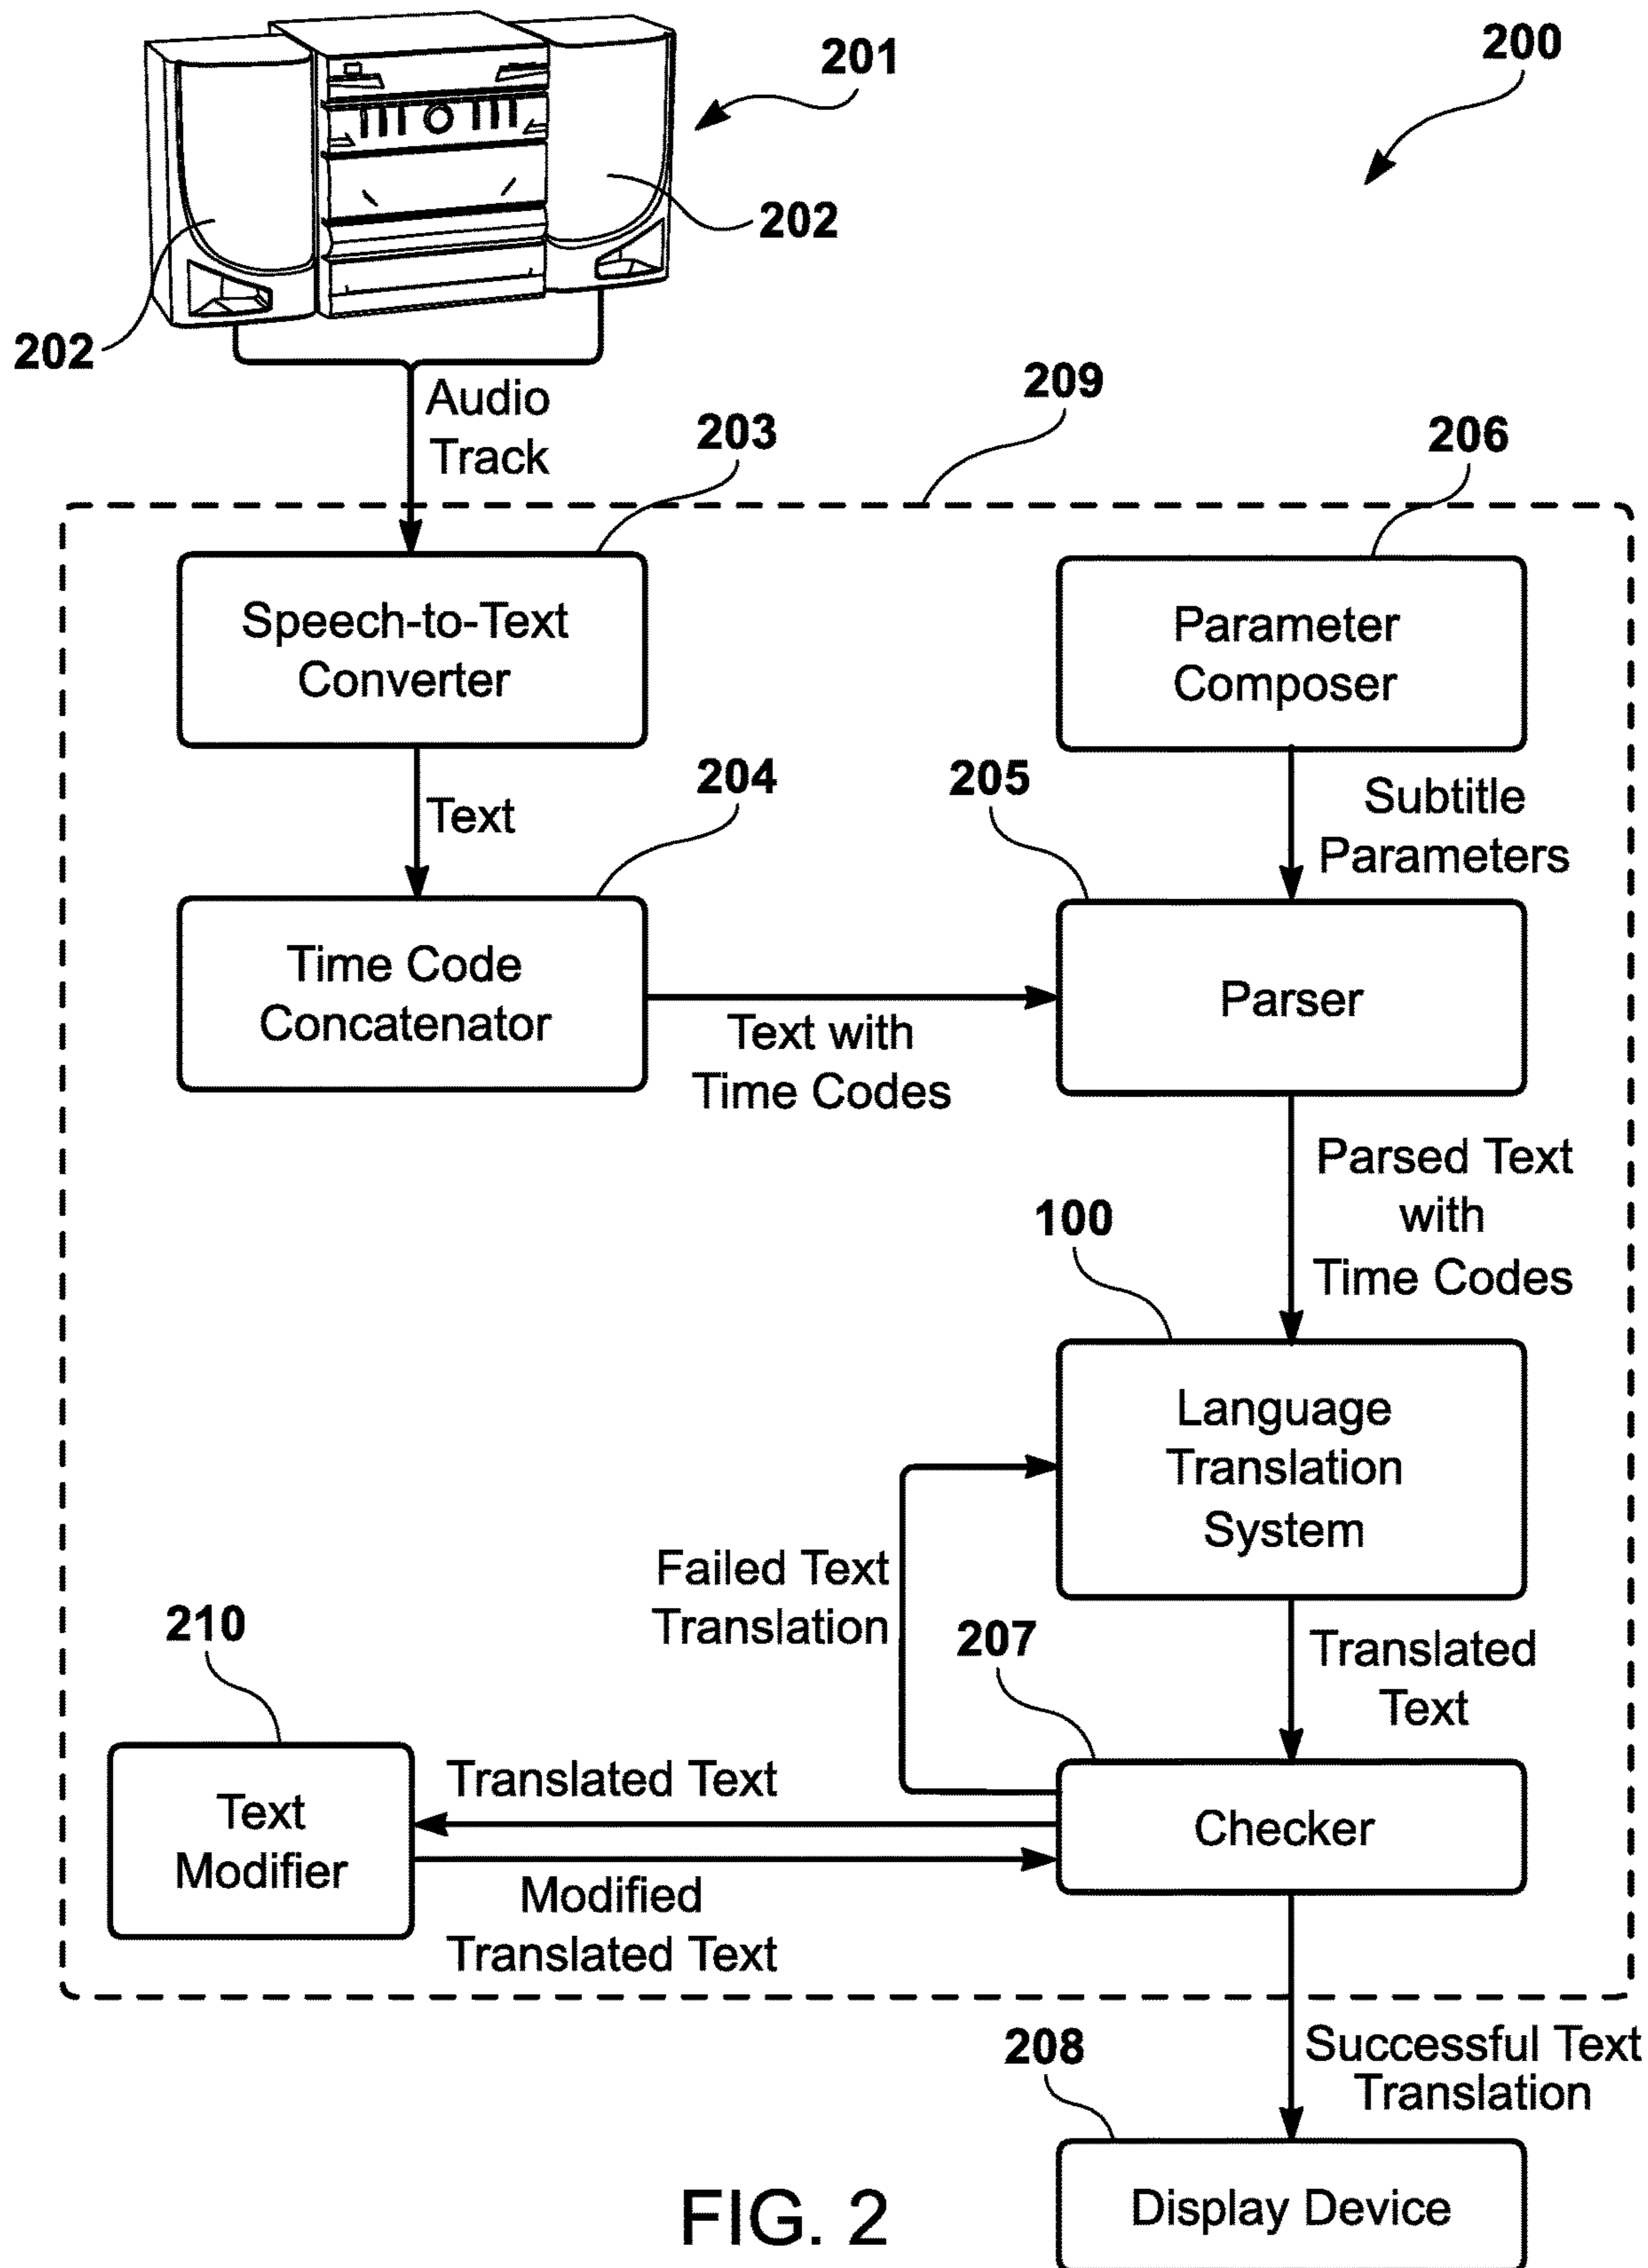 200
201
202
202
Audio
Track
209
203
206
Speech-to-Text
Converter
Parameter
Composer
Text
204
205
Subtitle
Parameters
Time Code
Concatenator
Text with
Time Codes
Parser
Parsed Text
with
Time Codes
100
Language
Translation
System
Failed Text
Translation
207
Translated
Text
210
Text
Modifier
Translated Text
Modified
Translated Text
Checker
208
Successful Text
Translation
Display Device
FIG. 2